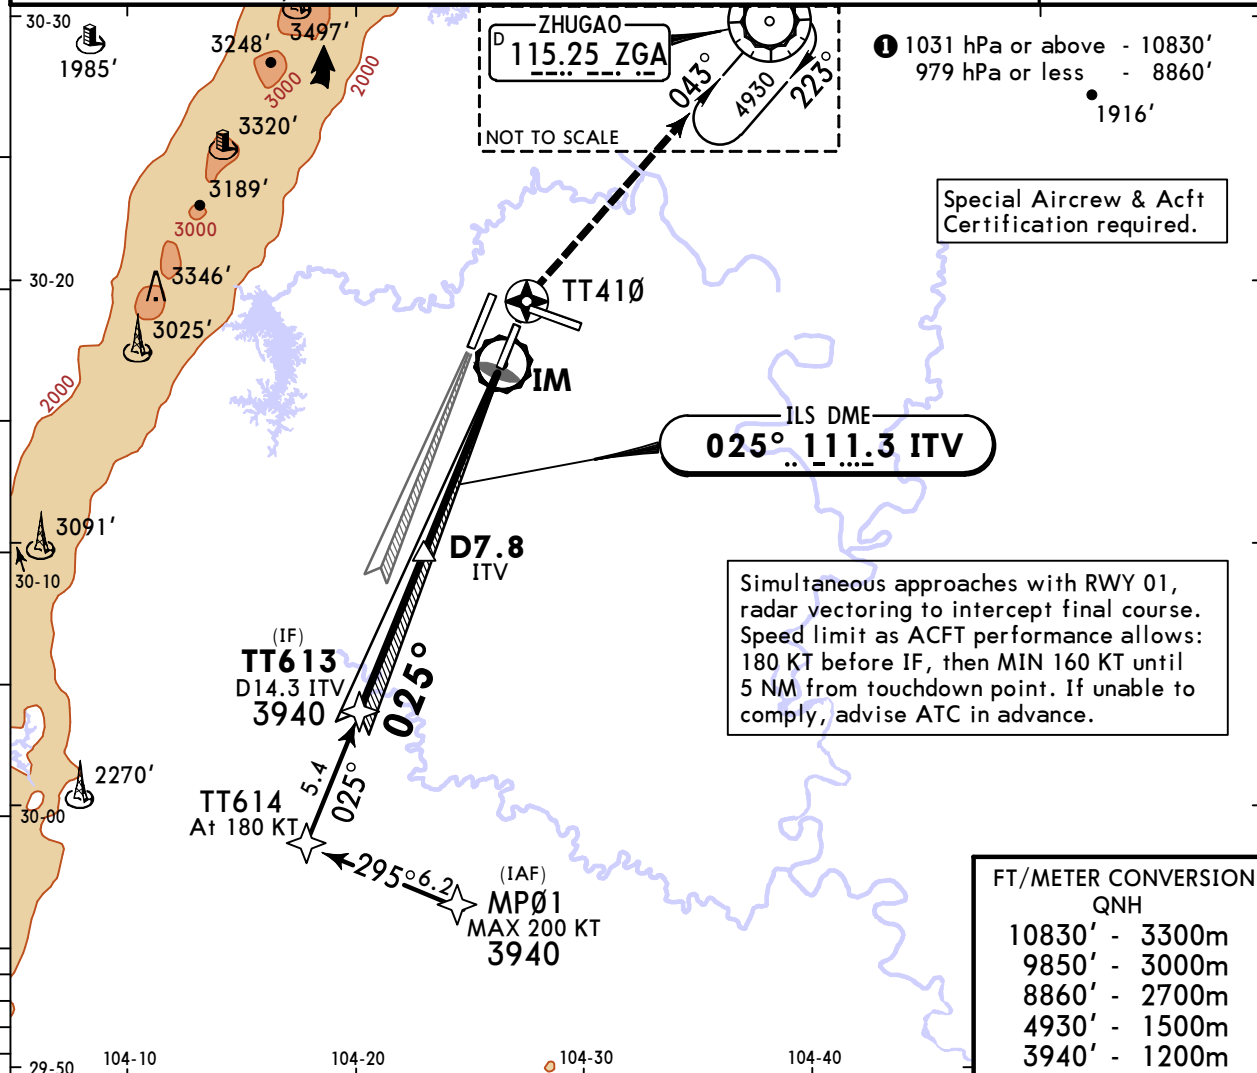 30-30
3497'
3248'
1985'
3000
2000
3320'
3189'
3000
3346'
3025'
30-20
2000
3091'
30-10
2270'
30-00
ZHUGAO
D 115.25 ZGA
043°
4930
223°
NOT TO SCALE
1 1031 hPa or above - 10830'
979 hPa or less - 8860'
1916'
Special Aircrew & Acft
Certification required.
TT41Ø
IM
ILS DME
025° 111.3 ITV
D7.8
ITV
Simultaneous approaches with RWY 01,
radar vectoring to intercept final course.
Speed limit as ACFT performance allows:
180 KT before IF, then MIN 160 KT until
5 NM from touchdown point. If unable to
comply, advise ATC in advance.
(IF)
TT613
D14.3 ITV
3940
025°
5.4
025°
TT614
At 180 KT
295°
6.2
(IAF)
MPØ1
MAX 200 KT
3940
FT/METER CONVERSION
QNH
10830' - 3300m
9850' - 3000m
8860' - 2700m
4930' - 1500m
3940' - 1200m
29-50
104-10
104-20
104-30
104-40